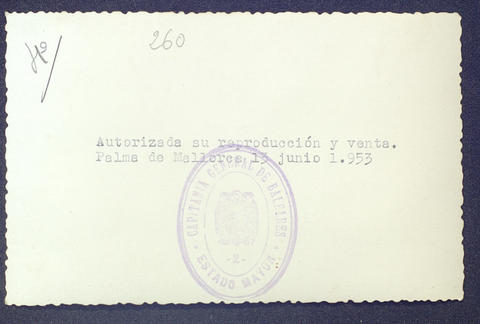 260
Autorizada su reproducción y venta.
Palma de Mallorca 13 junio 1.953
CAPITANIA GENERAL DE BALEARES
-2-
ESTADO MAYOR